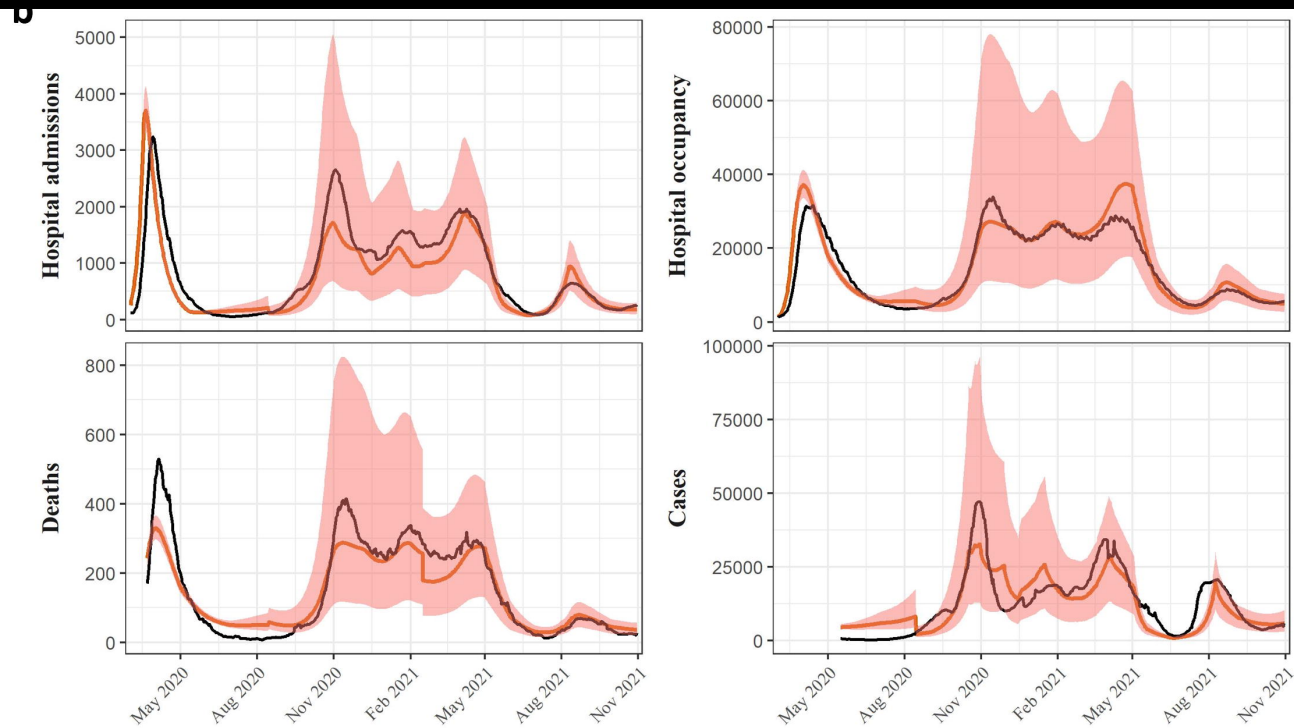 b
Hospital admissions
5000
4000
3000
2000
1000
0
Hospital occupancy
80000
60000
40000
20000
0
Deaths
800
600
400
200
0
Cases
100000
75000
50000
25000
0
May 2020
Aug 2020
Nov 2020
Feb 2021
May 2021
Aug 2021
Nov 2021
May 2020
Aug 2020
Nov 2020
Feb 2021
May 2021
Aug 2021
Nov 2021